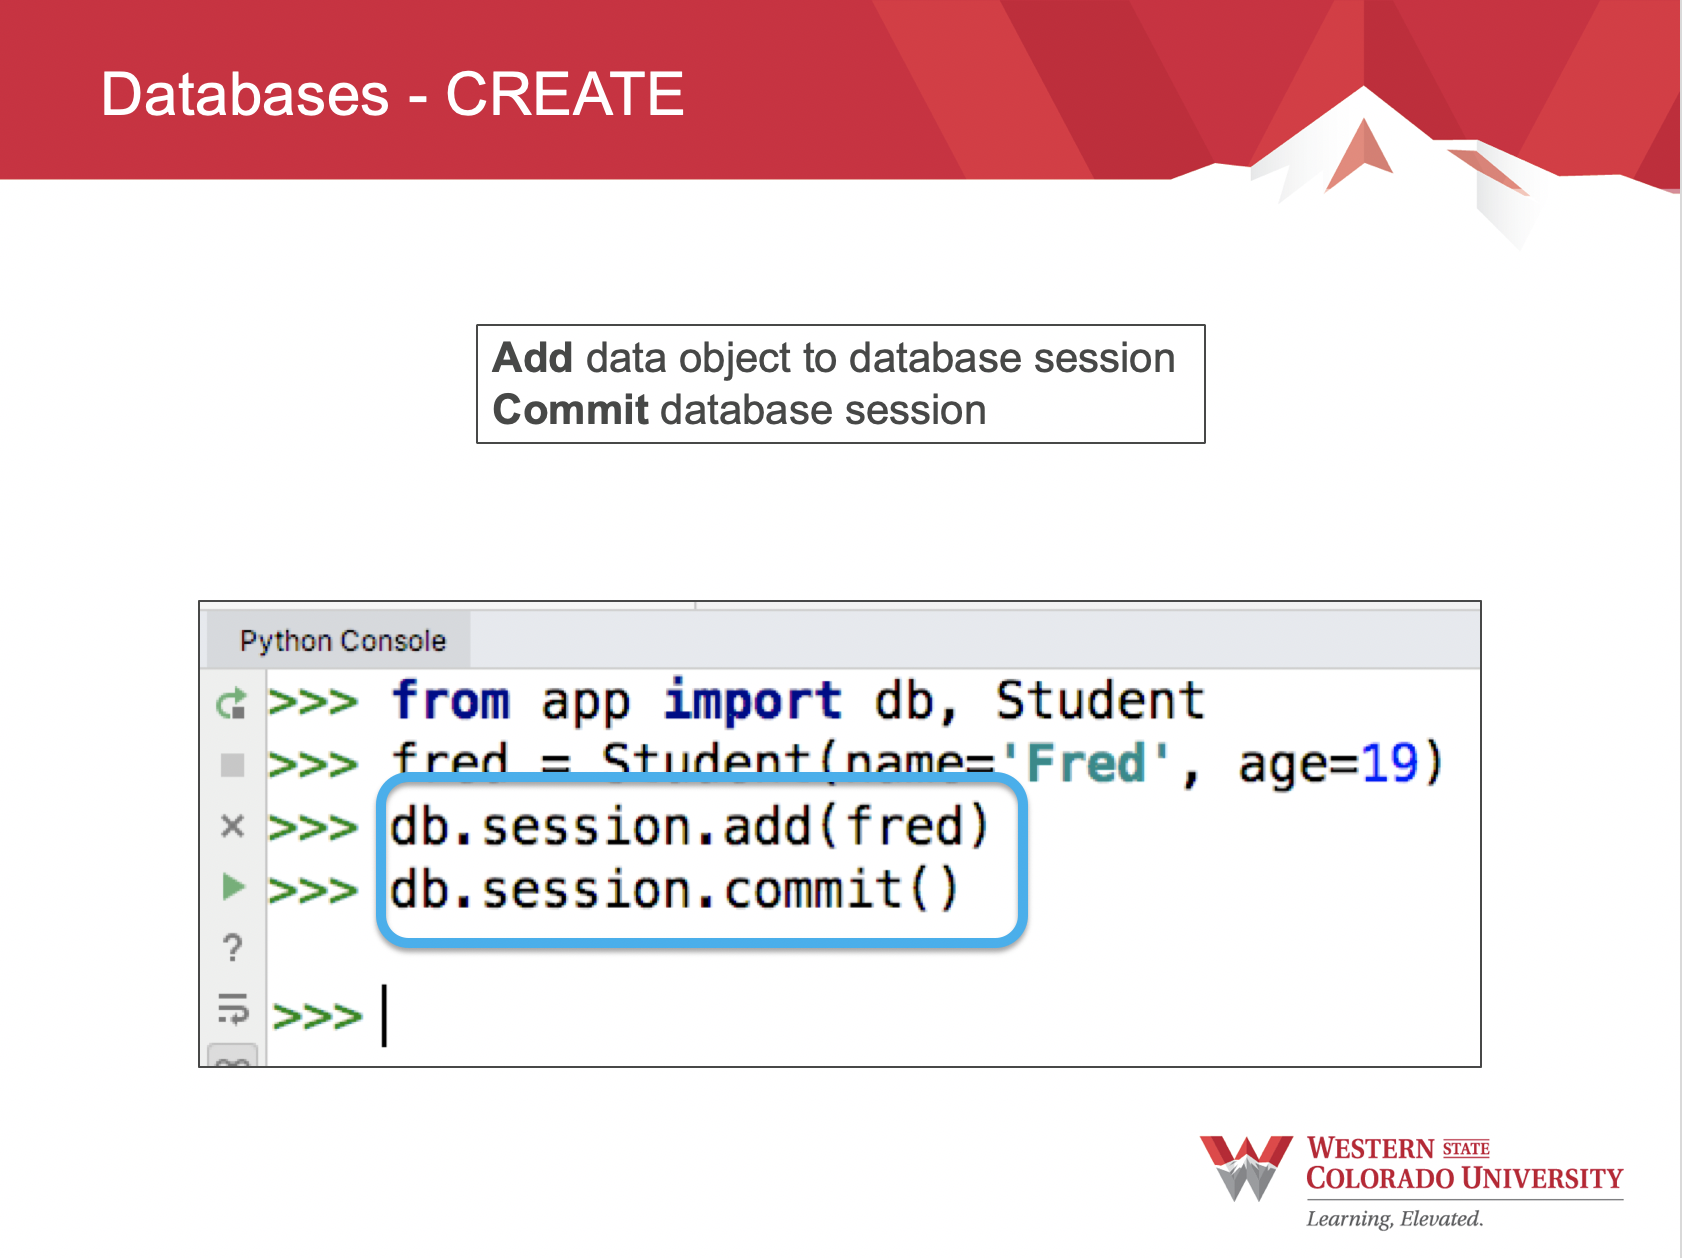 Databases - CREATE
Add data object to database session
Commit database session
Python Console
>>> from app import db, Student
>>> fred = Student(name='Fred', age=19)
>>> db.session.add(fred)
>>> db.session.commit()
>>>
WESTERN STATE
COLORADO UNIVERSITY
Learning, Elevated.